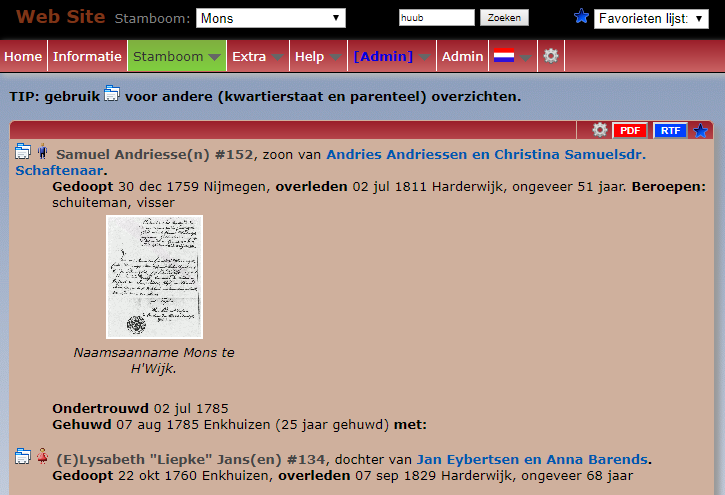 Web Site Stamboom: Mons huub Zoeken Favorieten lijst:
Home Informatie Stamboom Extra Help [Admin] Admin
TIP: gebruik voor andere (kwartierstaat en parenteel) overzichten.
PDF RTF
Samuel Andriesse(n) #152, zoon van Andries Andriessen en Christina Samuelsdr.
Schaftenaar.
Gedoopt 30 dec 1759 Nijmegen, overleden 02 jul 1811 Harderwijk, ongeveer 51 jaar. Beroepen:
schuiteman, visser
Naamsaanname Mons te
H'Wijk.
Ondertrouwd 02 jul 1785
Gehuwd 07 aug 1785 Enkhuizen (25 jaar gehuwd) met:
(E)Lysabeth "Liepke" Jans(en) #134, dochter van Jan Eybertsen en Anna Barends.
Gedoopt 22 okt 1760 Enkhuizen, overleden 07 sep 1829 Harderwijk, ongeveer 68 jaar